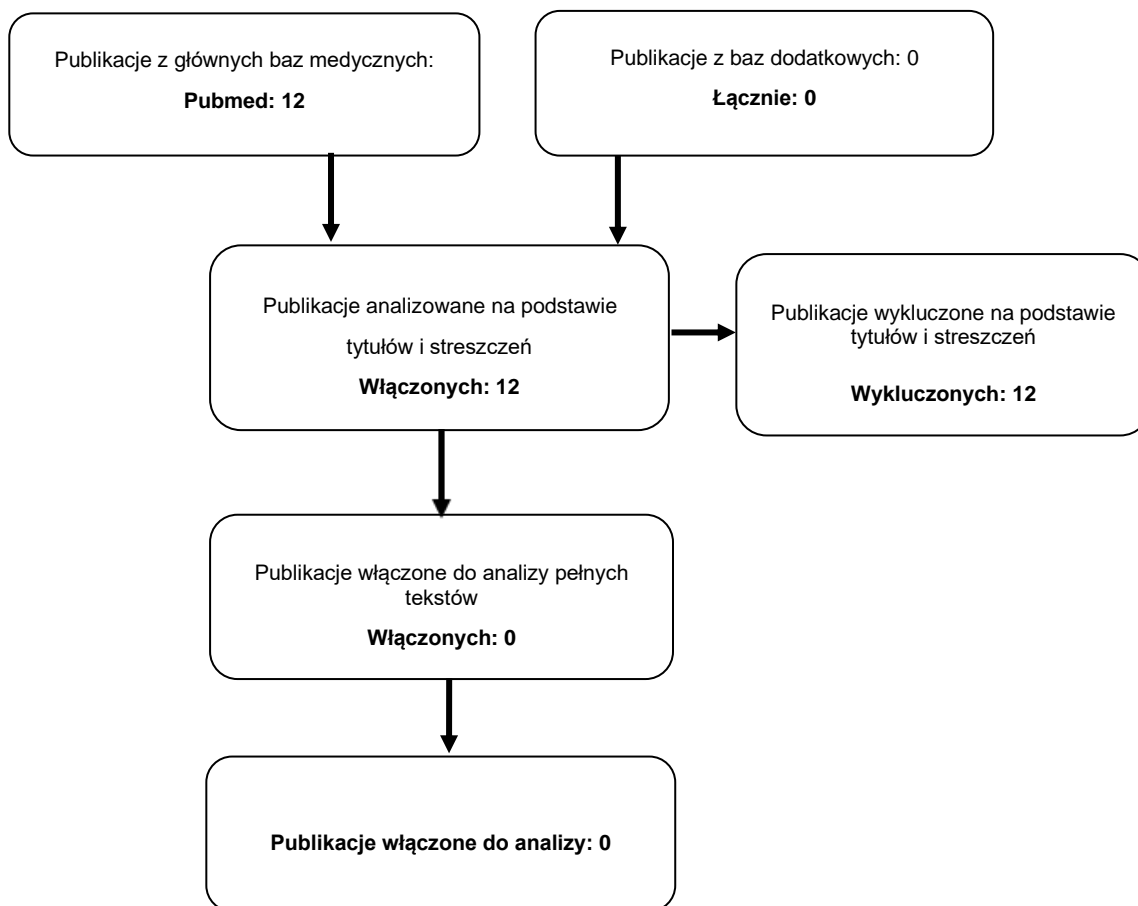 Publikacje z głównych baz medycznych:
Pubmed: 12
Publikacje z baz dodatkowych: 0
Łącznie: 0
Publikacje analizowane na podstawie
tytułów i streszczeń
Włączonych: 12
Publikacje wykluczone na podstawie
tytułów i streszczeń
Wykluczonych: 12
Publikacje włączone do analizy pełnych
tekstów
Włączonych: 0
Publikacje włączone do analizy: 0